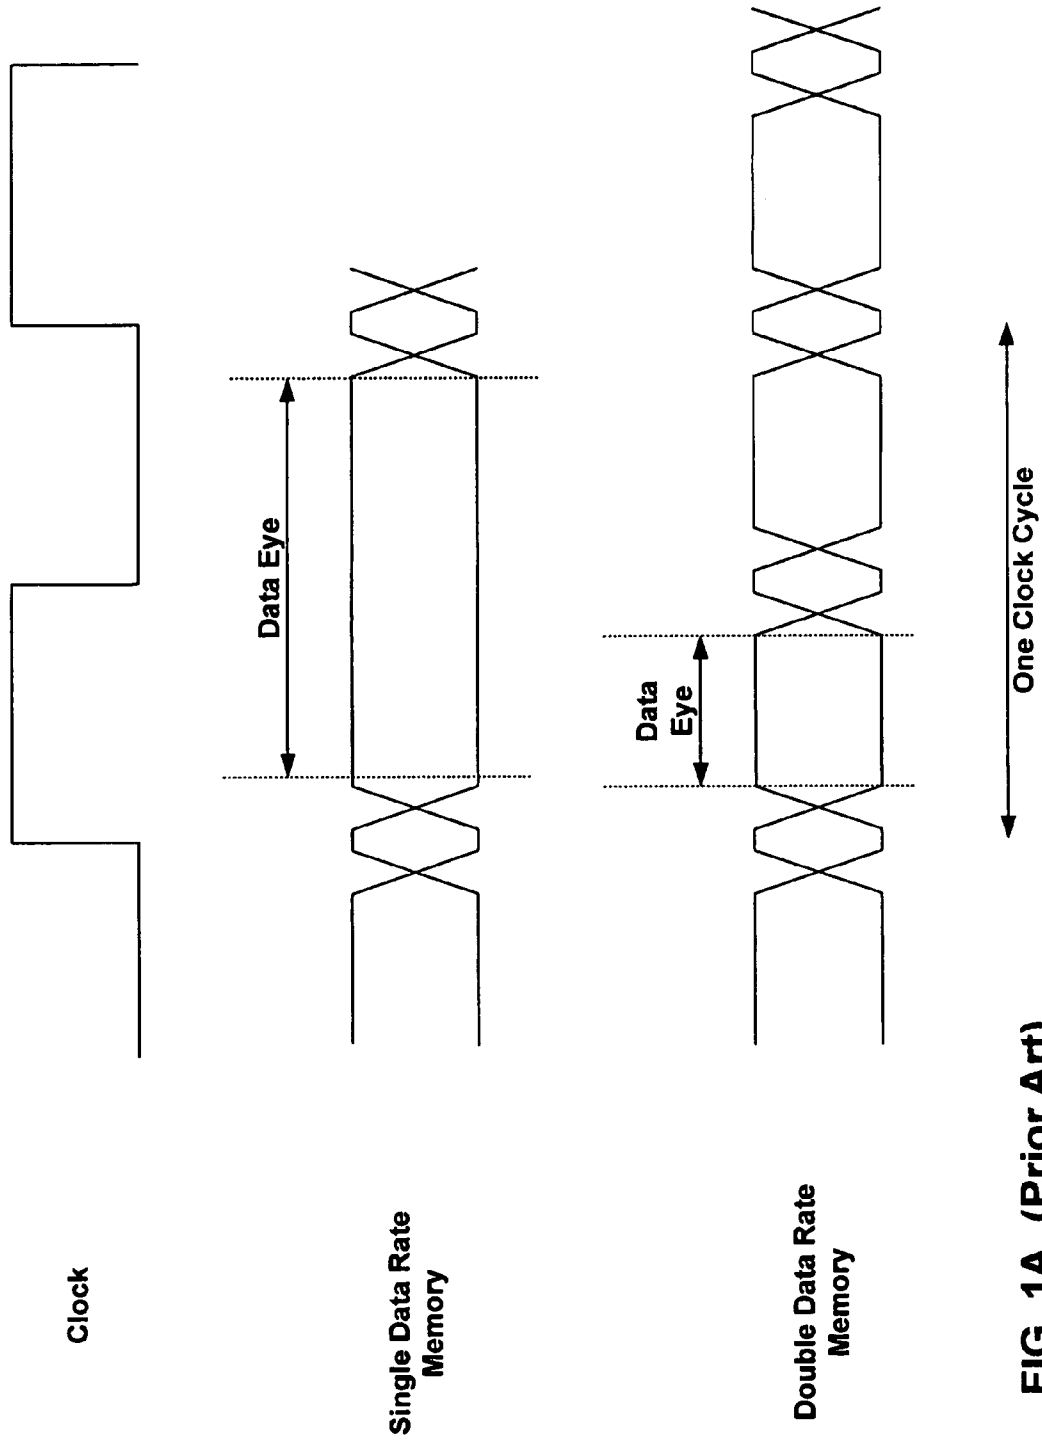 Clock
Single Data Rate
Memory
Data Eye
Double Data Rate
Memory
Data
Eye
One Clock Cycle
FIG. 1A (Prior Art)